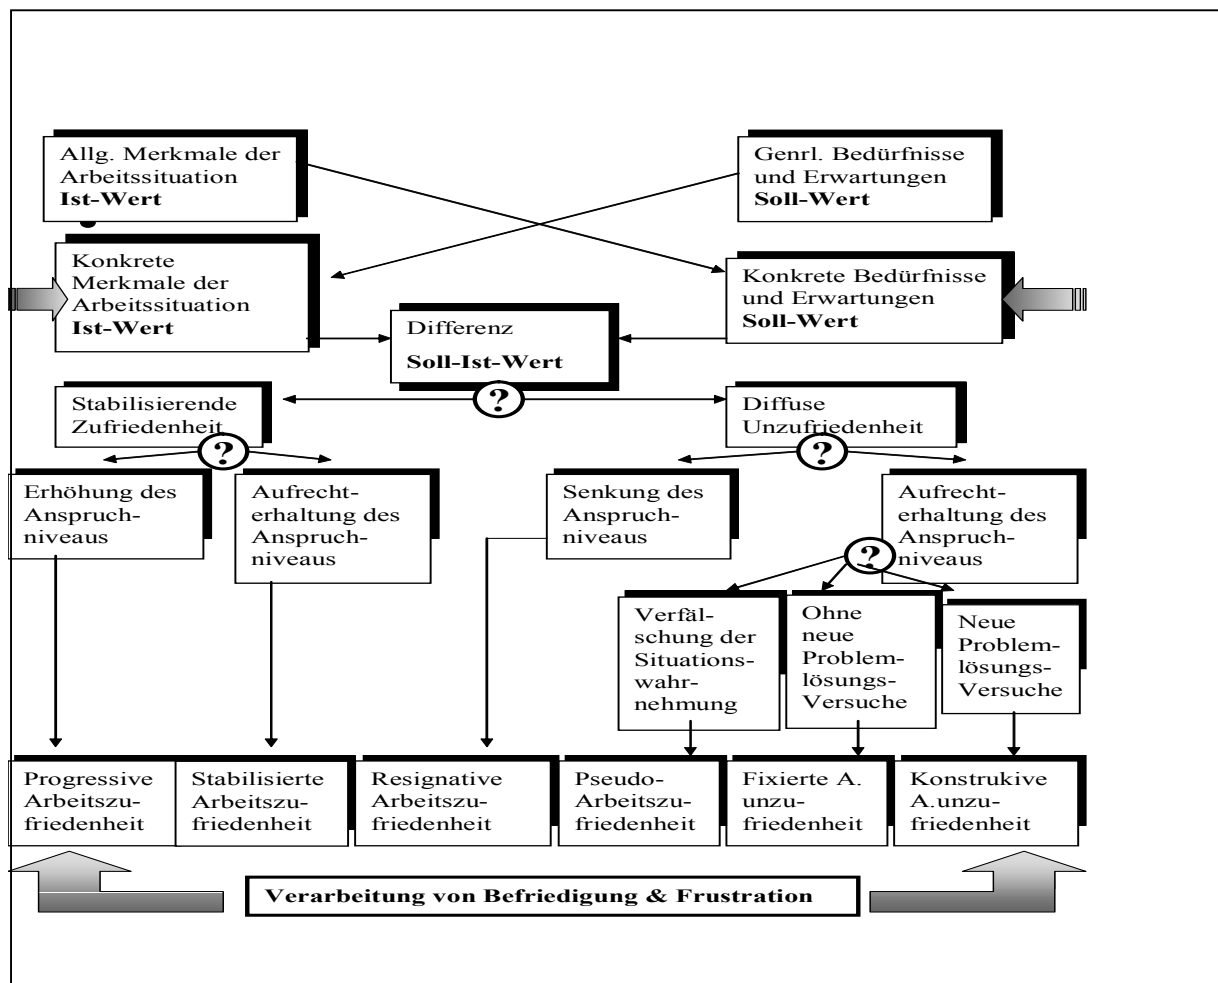 Allg. Merkmale der
Arbeitssituation
Ist-Wert
Genrl. Bedürfnisse
und Erwartungen
Soll-Wert
Konkrete
Merkmale der
Arbeitssituation
Ist-Wert
Konkrete Bedürfnisse
und Erwartungen
Soll-Wert
Differenz
Soll-Ist-Wert
?
Stabilisierende
Zufriedenheit
?
Diffuse
Unzufriedenheit
?
Erhöhung des
Anspruch-
niveaus
Aufrecht-
erhaltung des
Anspruch-
niveaus
Senkung des
Anspruch-
niveaus
Aufrecht-
erhaltung des
Anspruch-
niveaus
?
Verfäl-
schung der
Situations-
wahr-
nehmung
Ohne
neue
Problem-
lösungs-
Versuche
Neue
Problem-
lösungs-
Versuche
Progressive
Arbeitszu-
friedenheit
Stabilisierte
Arbeitszu-
friedenheit
Resignative
Arbeitszu-
friedenheit
Pseudo-
Arbeitszu-
friedenheit
Fixierte A.
unzu-
friedenheit
Konstrukive
A.unzu-
friedenheit
Verarbeitung von Befriedigung & Frustration